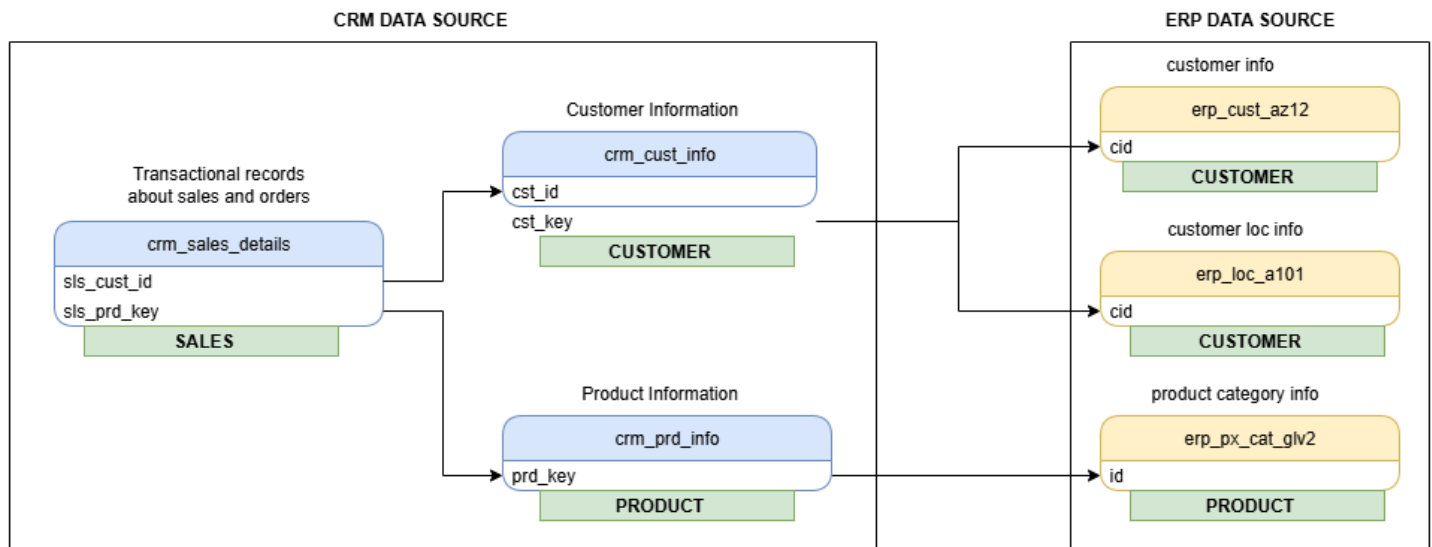 CRM DATA SOURCE
Transactional records
about sales and orders
crm_sales_details
sls_cust_id
sls_prd_key
SALES
Customer Information
crm_cust_info
cst_id
cst_key
CUSTOMER
Product Information
crm_prd_info
prd_key
PRODUCT
ERP DATA SOURCE
customer info
erp_cust_az12
cid
CUSTOMER
customer loc info
erp_loc_a101
cid
CUSTOMER
product category info
erp_px_cat_glv2
id
PRODUCT